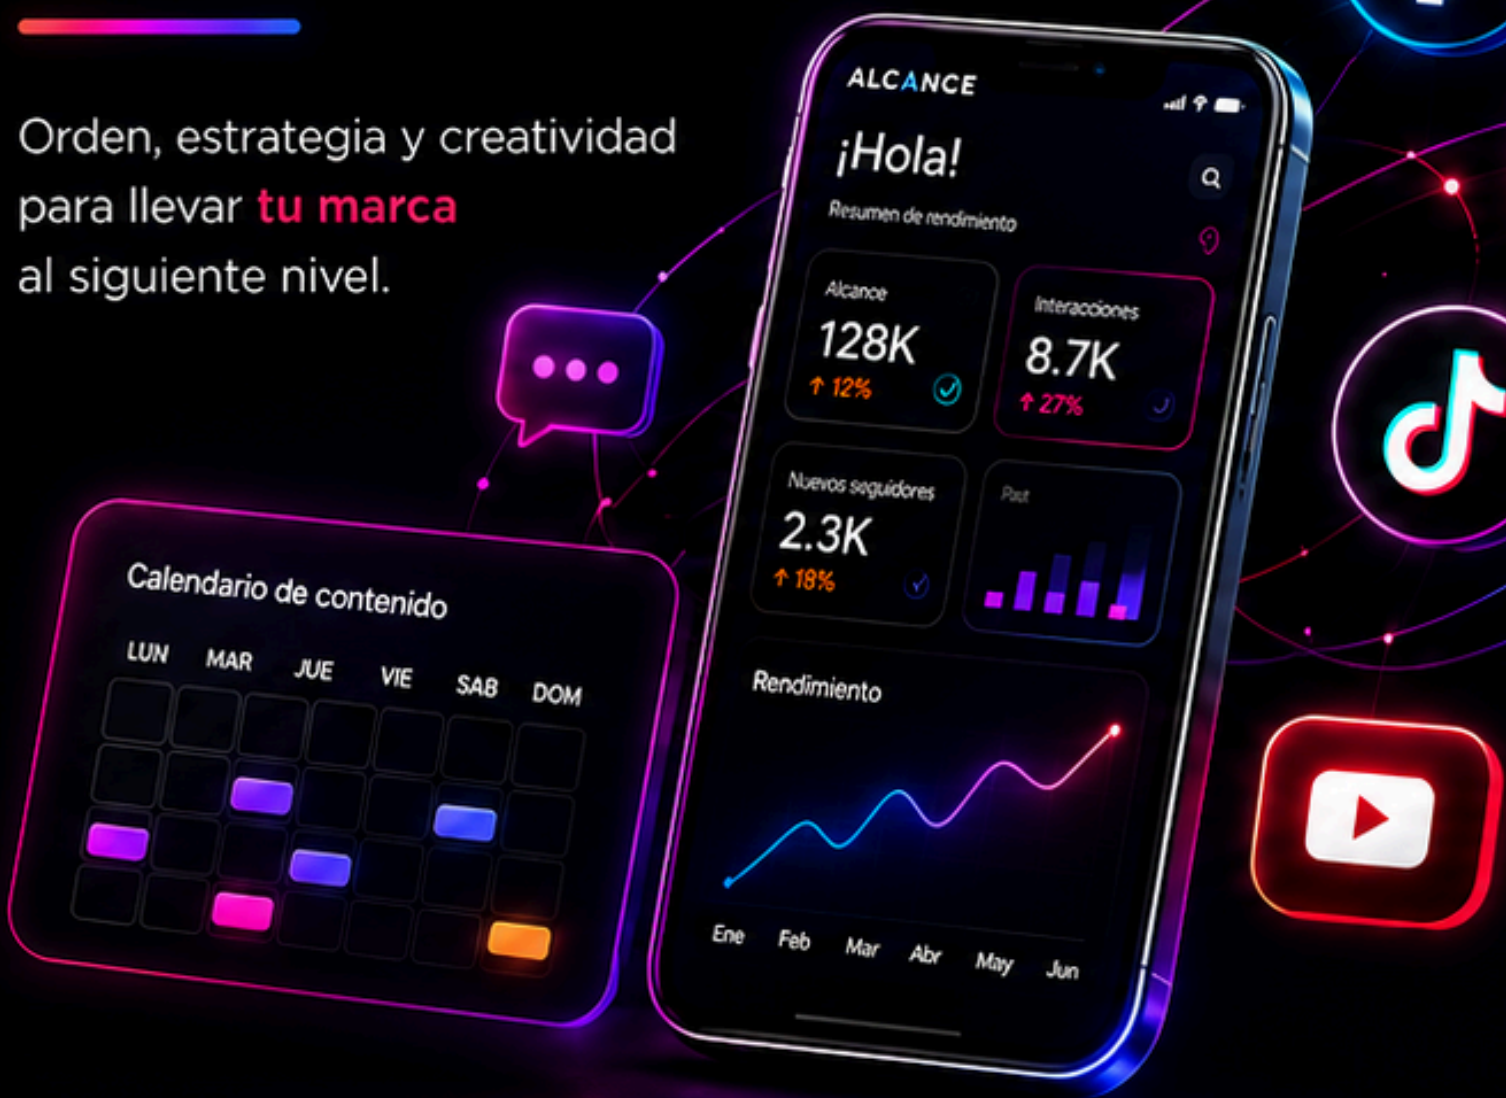 Orden, estrategia y creatividad
para llevar tu marca
al siguiente nivel.
ALCANCE
¡Hola!
Resumen de rendimiento
Alcance
128K
↑ 12%
Interacciones
8.7K
↑ 27%
Nuevos seguidores
2.3K
↑ 18%
Rendimiento
Ene Feb Mar Abr May Jun
Calendario de contenido
LUN MAR JUE VIE SAB DOM